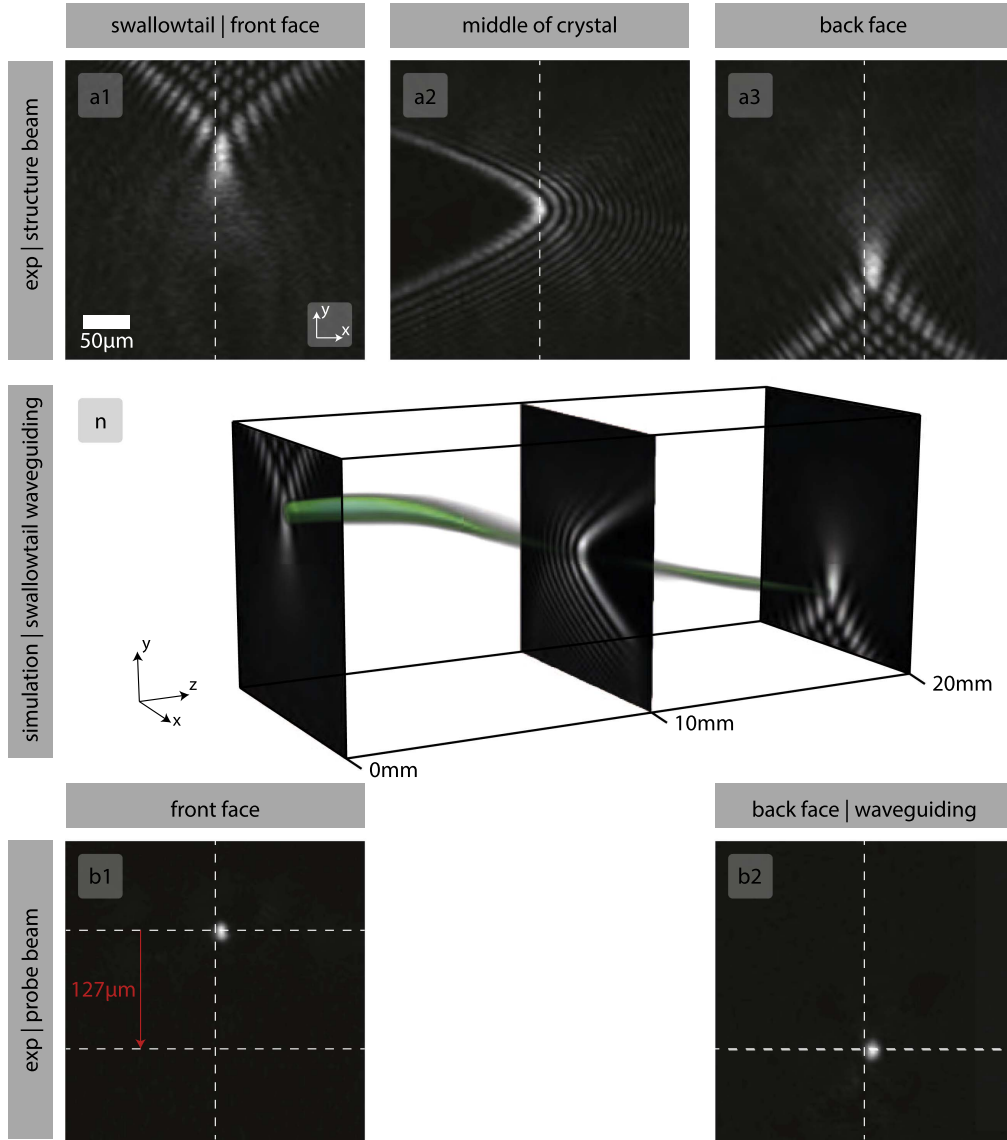 swallowtail | front face
middle of crystal
back face
exp | structure beam
a1
a2
a3
50µm
y
x
simulation | swallowtail waveguiding
n
y
z
x
0mm
10mm
20mm
front face
back face | waveguiding
exp | probe beam
b1
b2
127µm